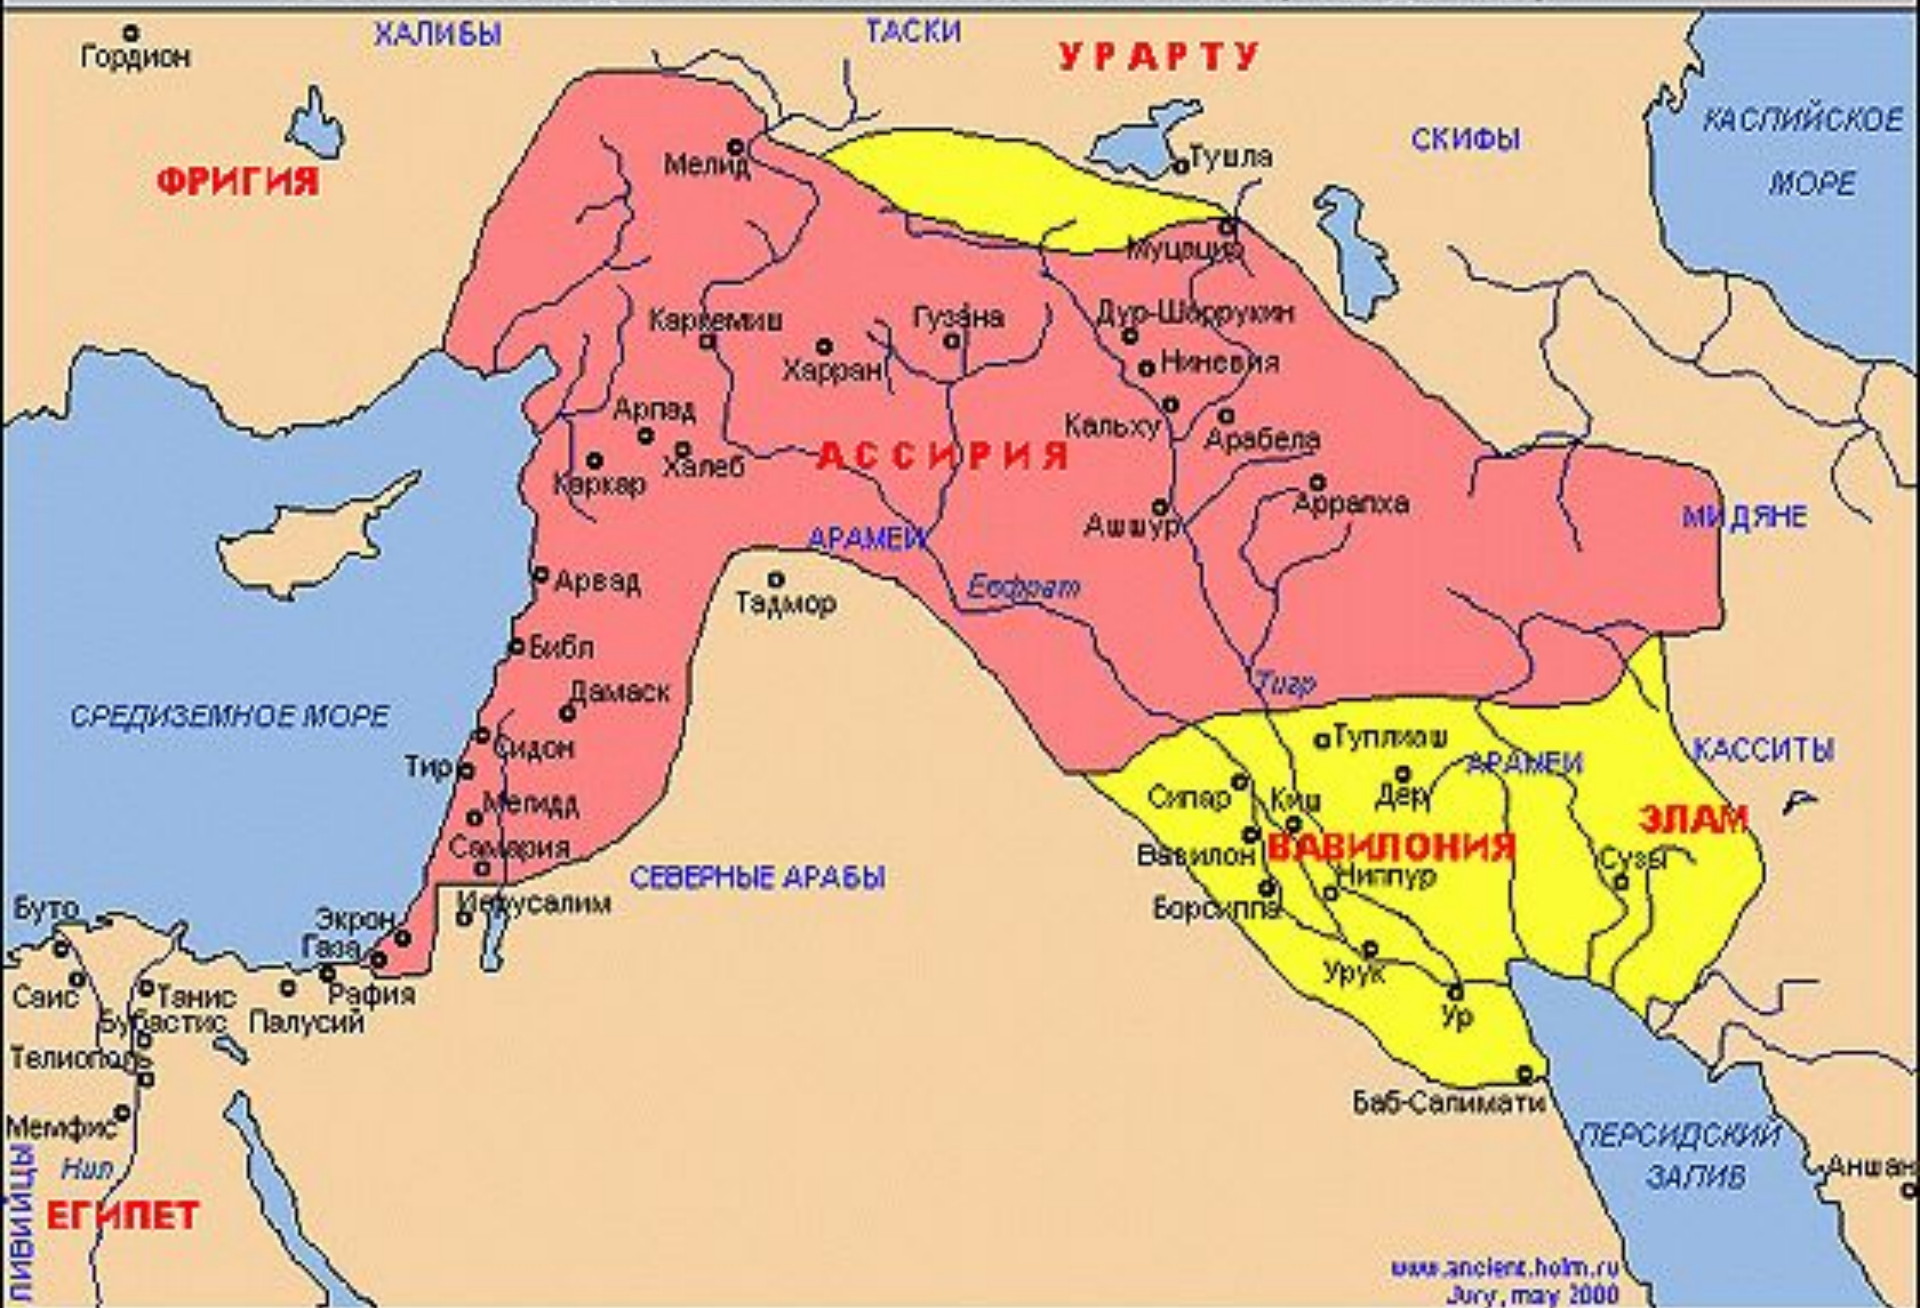 ХАЛИБЫ
ТАСКИ
УРАРТУ
Гордион
КАСПИЙСКОЕ
МОРЕ
СКИФЫ
Тушпа
Мелид
ФРИГИЯ
Муцацир
Каркемиш
Гузана
Дур-Шаррукин
Харран
Ниневия
Арпад
Кальху
Арабела
Халеб
АССИРИЯ
Каркар
Аррапха
Ашшур
МИДЯНЕ
АРАМЕИ
Арвад
Евфрат
Тадмор
Библ
Дамаск
Тигр
СРЕДИЗЕМНОЕ МОРЕ
Сидон
Туплиаш
КАССИТЫ
Тир
АРАМЕИ
Мегидд
Сипар
Киш
Дер
ЭЛАМ
Самария
Вавилон
ВАВИЛОНИЯ
Сузы
СЕВЕРНЫЕ АРАБЫ
Ниппур
Буто
Экрон
Иерусалим
Борсиппа
Газа
Урук
Саис
Танис
Рафия
Бубастис
Палусий
Ур
Гелиополь
Баб-Салимати
Мемфис
ПЕРСИДСКИЙ
ЗАЛИВ
Нил
Аншан
ЕГИПЕТ
ЛИВИЙЦЫ
www.ancient.holm.ru
Jury, may 2000